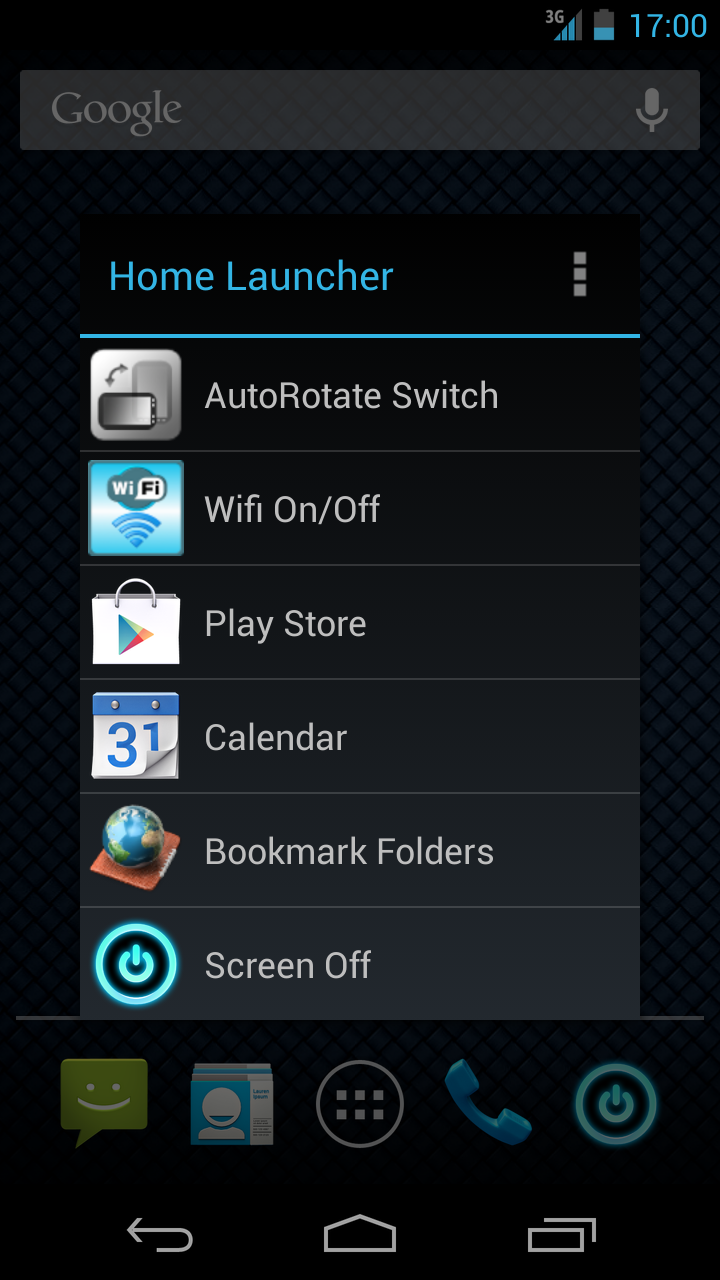 3G
17:00
Google
Home Launcher
AutoRotate Switch
Wi Fi
Wifi On/Off
Play Store
31
Calendar
Bookmark Folders
Screen Off